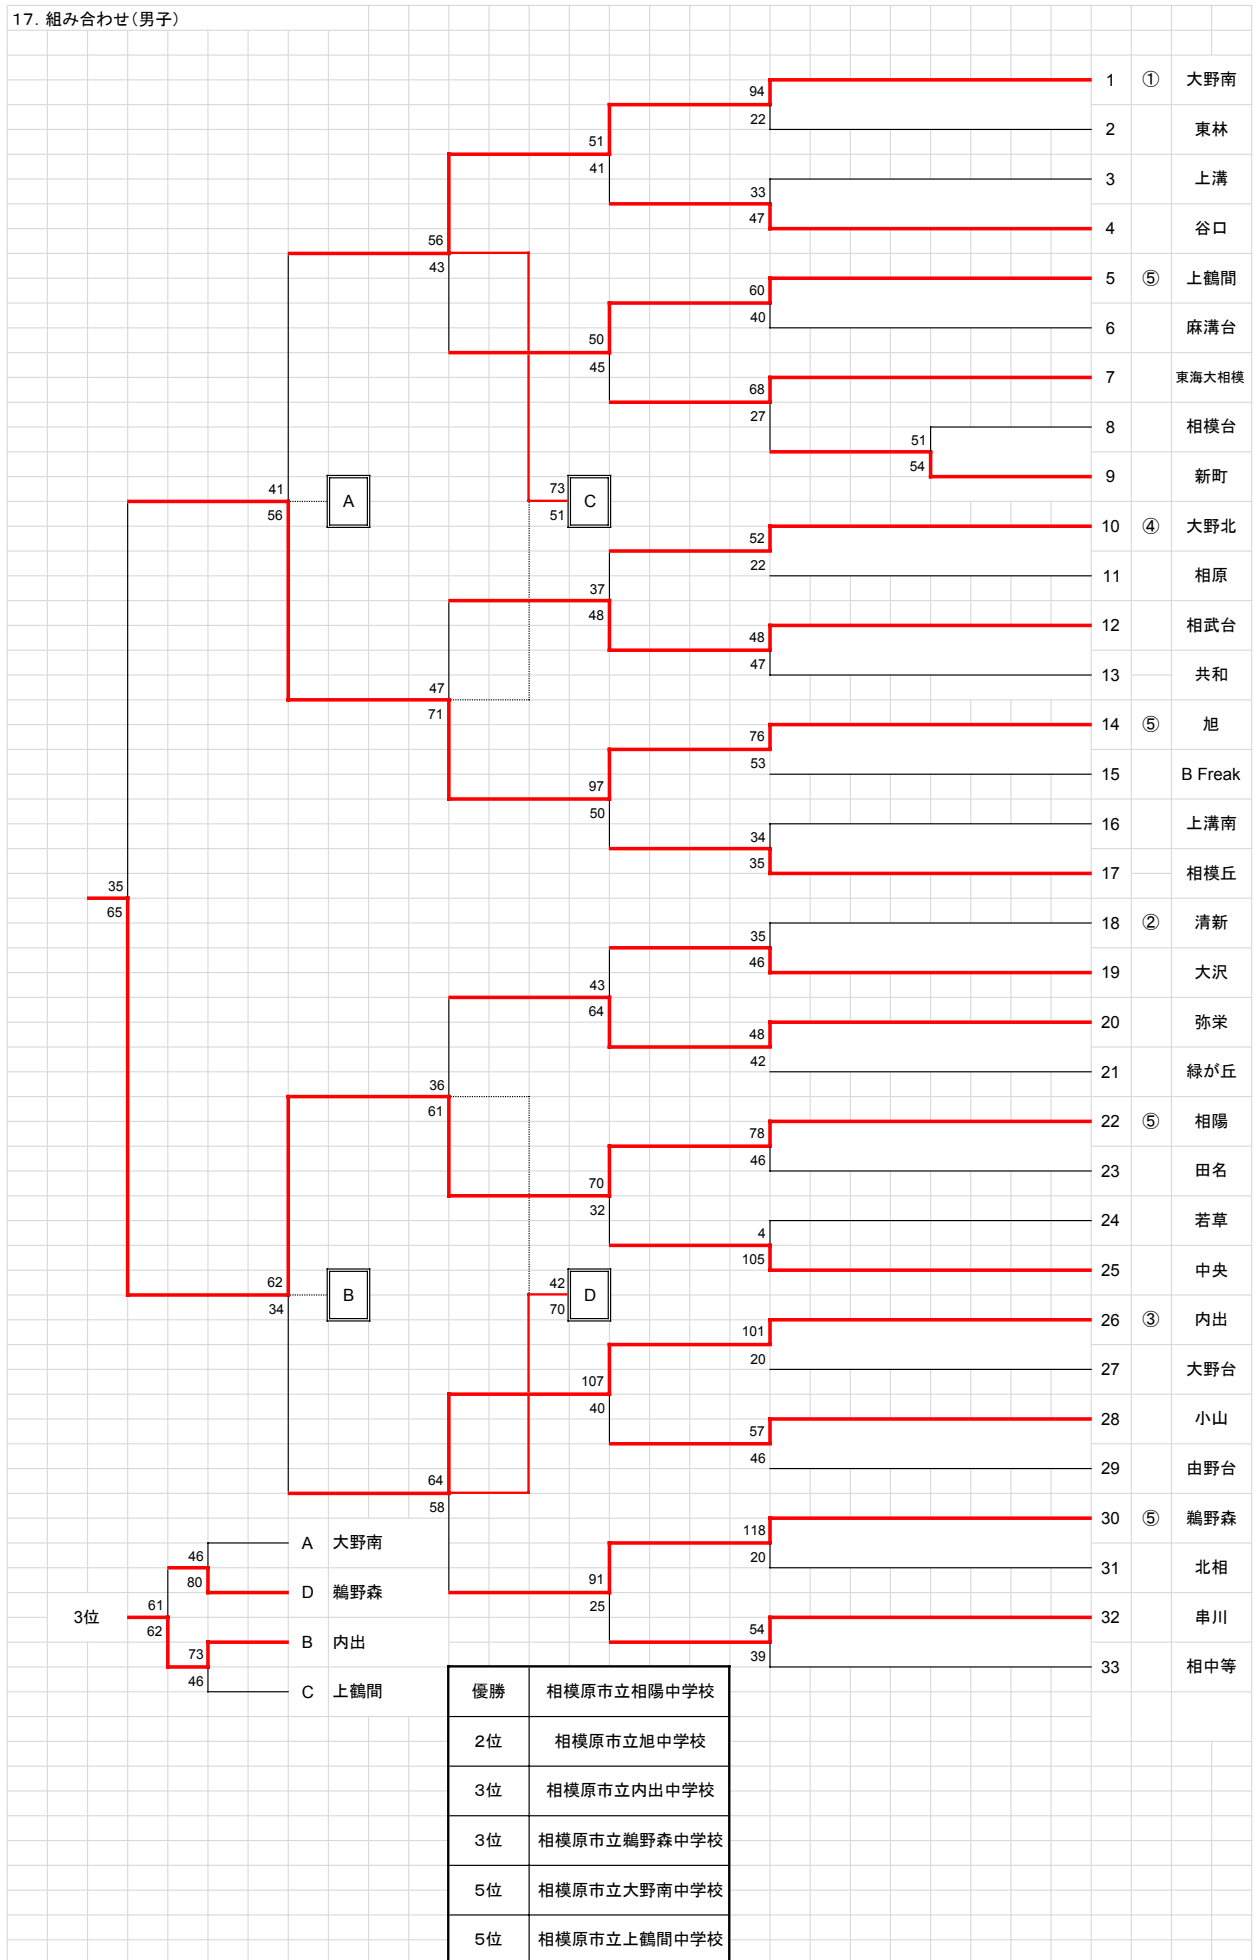 17．組み合わせ（男子）
94 1 ① 大野南
22 2 東林
51
41
33 3 上溝
47 4 谷口
56
43
60 5 ⑤ 上鶴間
40 6 麻溝台
50
45
68 7 東海大相模
27
51 8 相模台
54 9 新町
41 A 73 C
56 51
52 10 ④ 大野北
22 11 相原
37
48
48 12 相武台
47 13 共和
47
71
76 14 ⑤ 旭
53 15 B Freak
97
50
34 16 上溝南
35 17 相模丘
35
65
35 18 ② 清新
46 19 大沢
43
64
48 20 弥栄
42 21 緑が丘
36
61
78 22 ⑤ 相陽
46 23 田名
70
32
4 24 若草
105 25 中央
62 B 42 D
34 70
101 26 ③ 内出
20 27 大野台
107
40
57 28 小山
46 29 由野台
64
58
118 30 ⑤ 鵜野森
20 31 北相
91
25
54 32 串川
39 33 相中等
46 A 大野南
80 D 鵜野森
3位 61
62
73 B 内出
46 C 上鶴間
優勝 相模原市立相陽中学校
2位 相模原市立旭中学校
3位 相模原市立内出中学校
3位 相模原市立鵜野森中学校
5位 相模原市立大野南中学校
5位 相模原市立上鶴間中学校